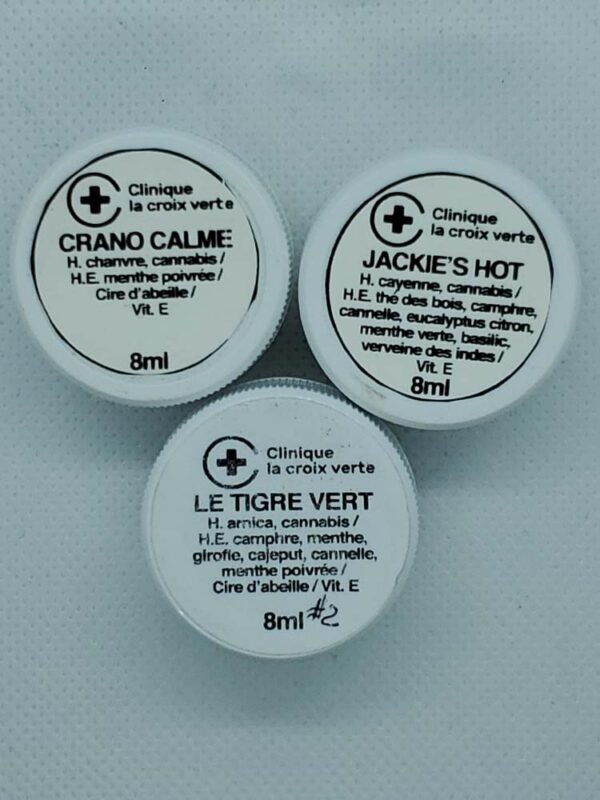 Clinique
la croix verte
CRANO CALME
H. chanvre, cannabis /
H.E. menthe poivrée /
Cire d'abeille /
Vit. E
8ml
Clinique
la croix verte
JACKIE'S HOT
H. cayenne, cannabis /
H.E. thé des bois, camphre,
cannelle, eucalyptus citron,
menthe verte, basilic,
verveine des indes /
Vit. E
8ml
Clinique
la croix verte
LE TIGRE VERT
H. arnica, cannabis /
H.E. camphre, menthe,
girofle, cajeput, cannelle,
menthe poivrée /
Cire d'abeille / Vit. E
8ml #2